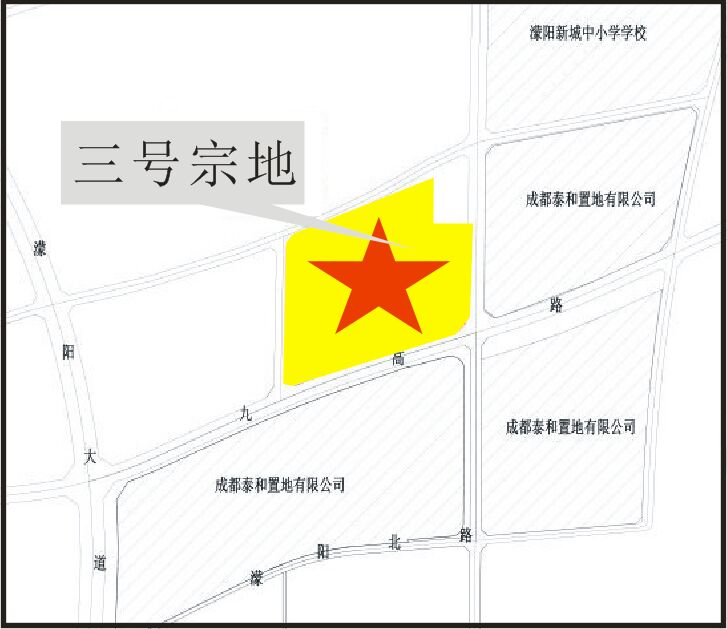 濛阳新城中小学学校
三号宗地
成都泰和置地有限公司
濛阳大道
九 路
成都泰和置地有限公司
成都泰和置地有限公司
濛阳北路